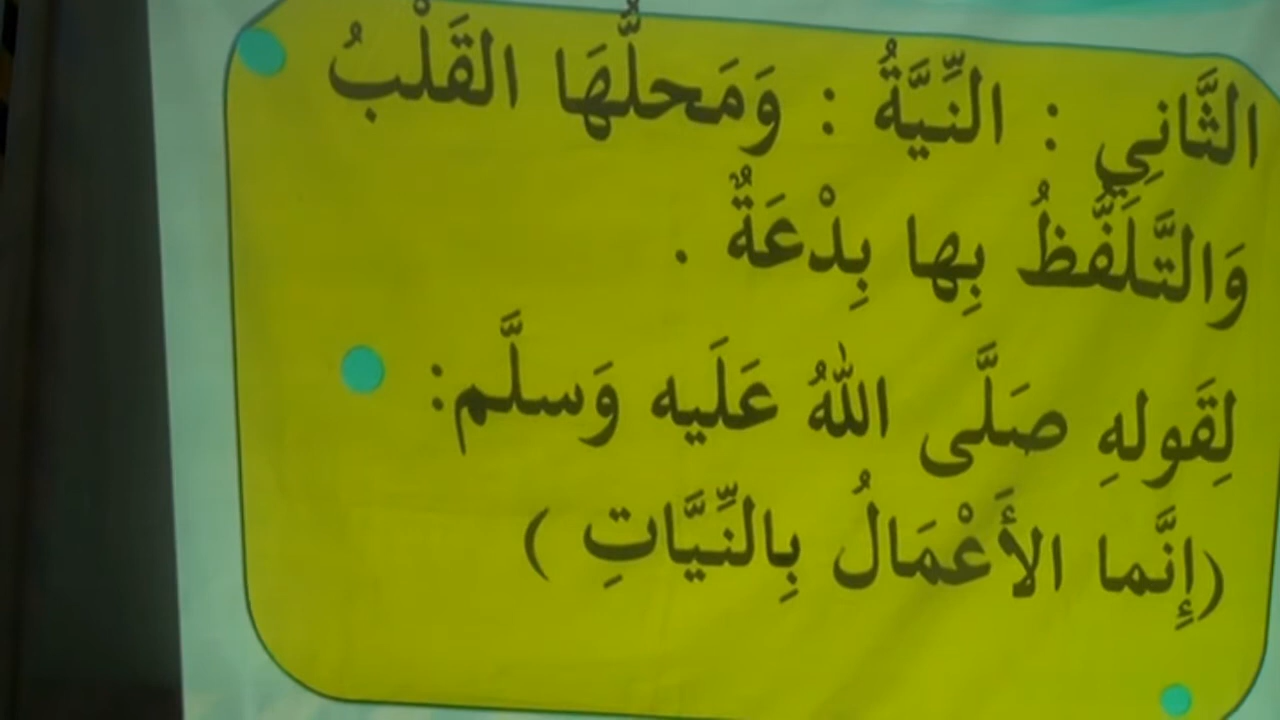 الثَّانِي : النِّيَّةُ : وَمَحلُّهَا القَلْبُ
وَالتَّلَفُّظُ بِها بِدْعَةٌ .
لِقَولهِ صَلَّى اللهُ عَلَيه وَسلَّم:
(إِنَّما الأَعْمَالُ بِالنِّيَّاتِ )